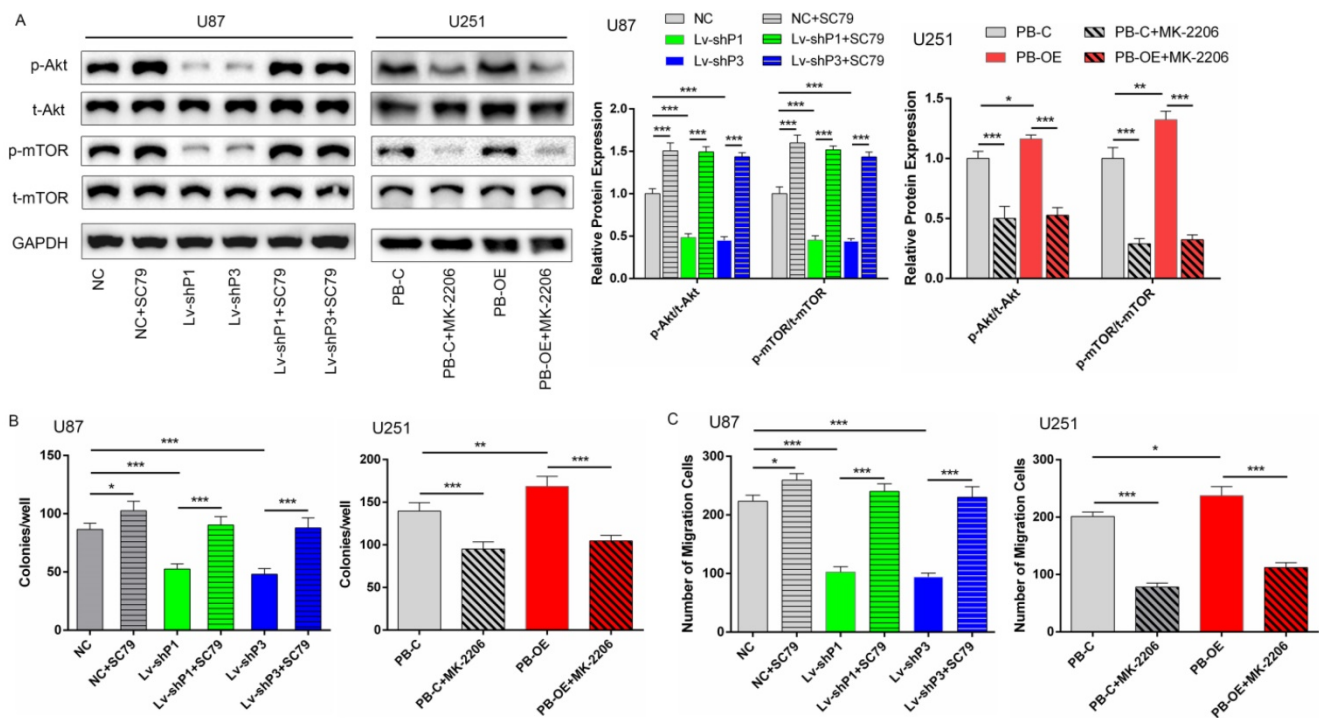 A
U87
U251
p-Akt
t-Akt
p-mTOR
t-mTOR
GAPDH
NC
NC+SC79
Lv-shP1
Lv-shP3
Lv-shP1+SC79
Lv-shP3+SC79
PB-C
PB-C+MK-2206
PB-OE
PB-OE+MK-2206
U87
NC
NC+SC79
Lv-shP1
Lv-shP1+SC79
Lv-shP3
Lv-shP3+SC79
Relative Protein Expression
2.0
1.5
1.0
0.5
0.0
***
***
***
***
***
***
***
***
***
***
p-Akt/t-Akt
p-mTOR/t-mTOR
U251
PB-C
PB-C+MK-2206
PB-OE
PB-OE+MK-2206
Relative Protein Expression
1.5
1.0
0.5
0.0
*
***
***
**
***
***
p-Akt/t-Akt
p-mTOR/t-mTOR
B
U87
Colonies/well
150
100
50
0
***
***
*
***
***
NC
NC+SC79
Lv-shP1
Lv-shP1+SC79
Lv-shP3
Lv-shP3+SC79
U251
Colonies/well
200
150
100
50
0
**
***
***
PB-C
PB-C+MK-2206
PB-OE
PB-OE+MK-2206
C
U87
Number of Migration Cells
300
200
100
0
***
***
*
***
***
NC
NC+SC79
Lv-shP1
Lv-shP1+SC79
Lv-shP3
Lv-shP3+SC79
U251
Number of Migration Cells
300
200
100
0
*
***
***
PB-C
PB-C+MK-2206
PB-OE
PB-OE+MK-2206